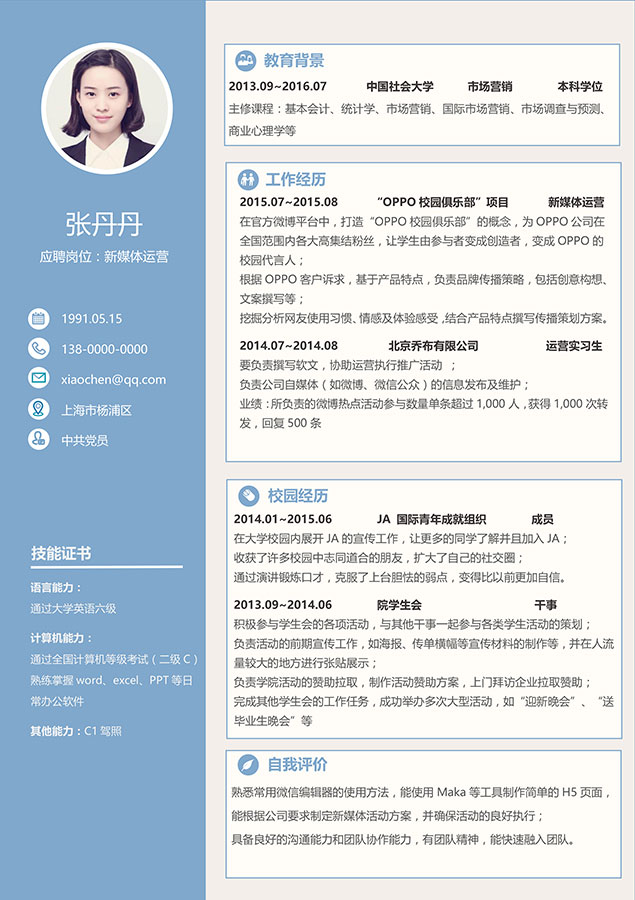 张丹丹
应聘岗位：新媒体运营
1991.05.15
138-0000-0000
xiaochen@qq.com
上海市杨浦区
中共党员
技能证书
语言能力：
通过大学英语六级
计算机能力：
通过全国计算机等级考试（二级 C）
熟练掌握 word、excel、PPT 等日
常办公软件
其他能力：C1 驾照
教育背景
2013.09~2016.07 中国社会大学 市场营销 本科学位
主修课程：基本会计、统计学、市场营销、国际市场营销、市场调查与预测、
商业心理学等
工作经历
2015.07~2015.08 “OPPO 校园俱乐部”项目 新媒体运营
在官方微博平台中，打造“OPPO 校园俱乐部”的概念，为 OPPO 公司在
全国范围内各大高集结粉丝，让学生由参与者变成创造者，变成 OPPO 的
校园代言人；
根据 OPPO 客户诉求，基于产品特点，负责品牌传播策略，包括创意构想、
文案撰写等；
挖掘分析网友使用习惯、情感及体验感受，结合产品特点撰写传播策划方案。
2014.07~2014.08 北京乔布有限公司 运营实习生
要负责撰写软文，协助运营执行推广活动 ；
负责公司自媒体（如微博、微信公众）的信息发布及维护；
业绩：所负责的微博热点活动参与数量单条超过 1,000 人，获得 1,000 次转
发，回复 500 条
校园经历
2014.01~2015.06 JA 国际青年成就组织 成员
在大学校园内展开 JA 的宣传工作，让更多的同学了解并且加入 JA；
收获了许多校园中志同道合的朋友，扩大了自己的社交圈；
通过演讲锻炼口才，克服了上台胆怯的弱点，变得比以前更加自信。
2013.09~2014.06 院学生会 干事
积极参与学生会的各项活动，与其他干事一起参与各类学生活动的策划；
负责活动的前期宣传工作，如海报、传单横幅等宣传材料的制作等，并在人流
量较大的地方进行张贴展示；
负责学院活动的赞助拉取，制作活动赞助方案，上门拜访企业拉取赞助；
完成其他学生会的工作任务，成功举办多次大型活动，如“迎新晚会”、“送
毕业生晚会”等
自我评价
熟悉常用微信编辑器的使用方法，能使用 Maka 等工具制作简单的 H5 页面，
能根据公司要求制定新媒体活动方案，并确保活动的良好执行；
具备良好的沟通能力和团队协作能力，有团队精神，能快速融入团队。